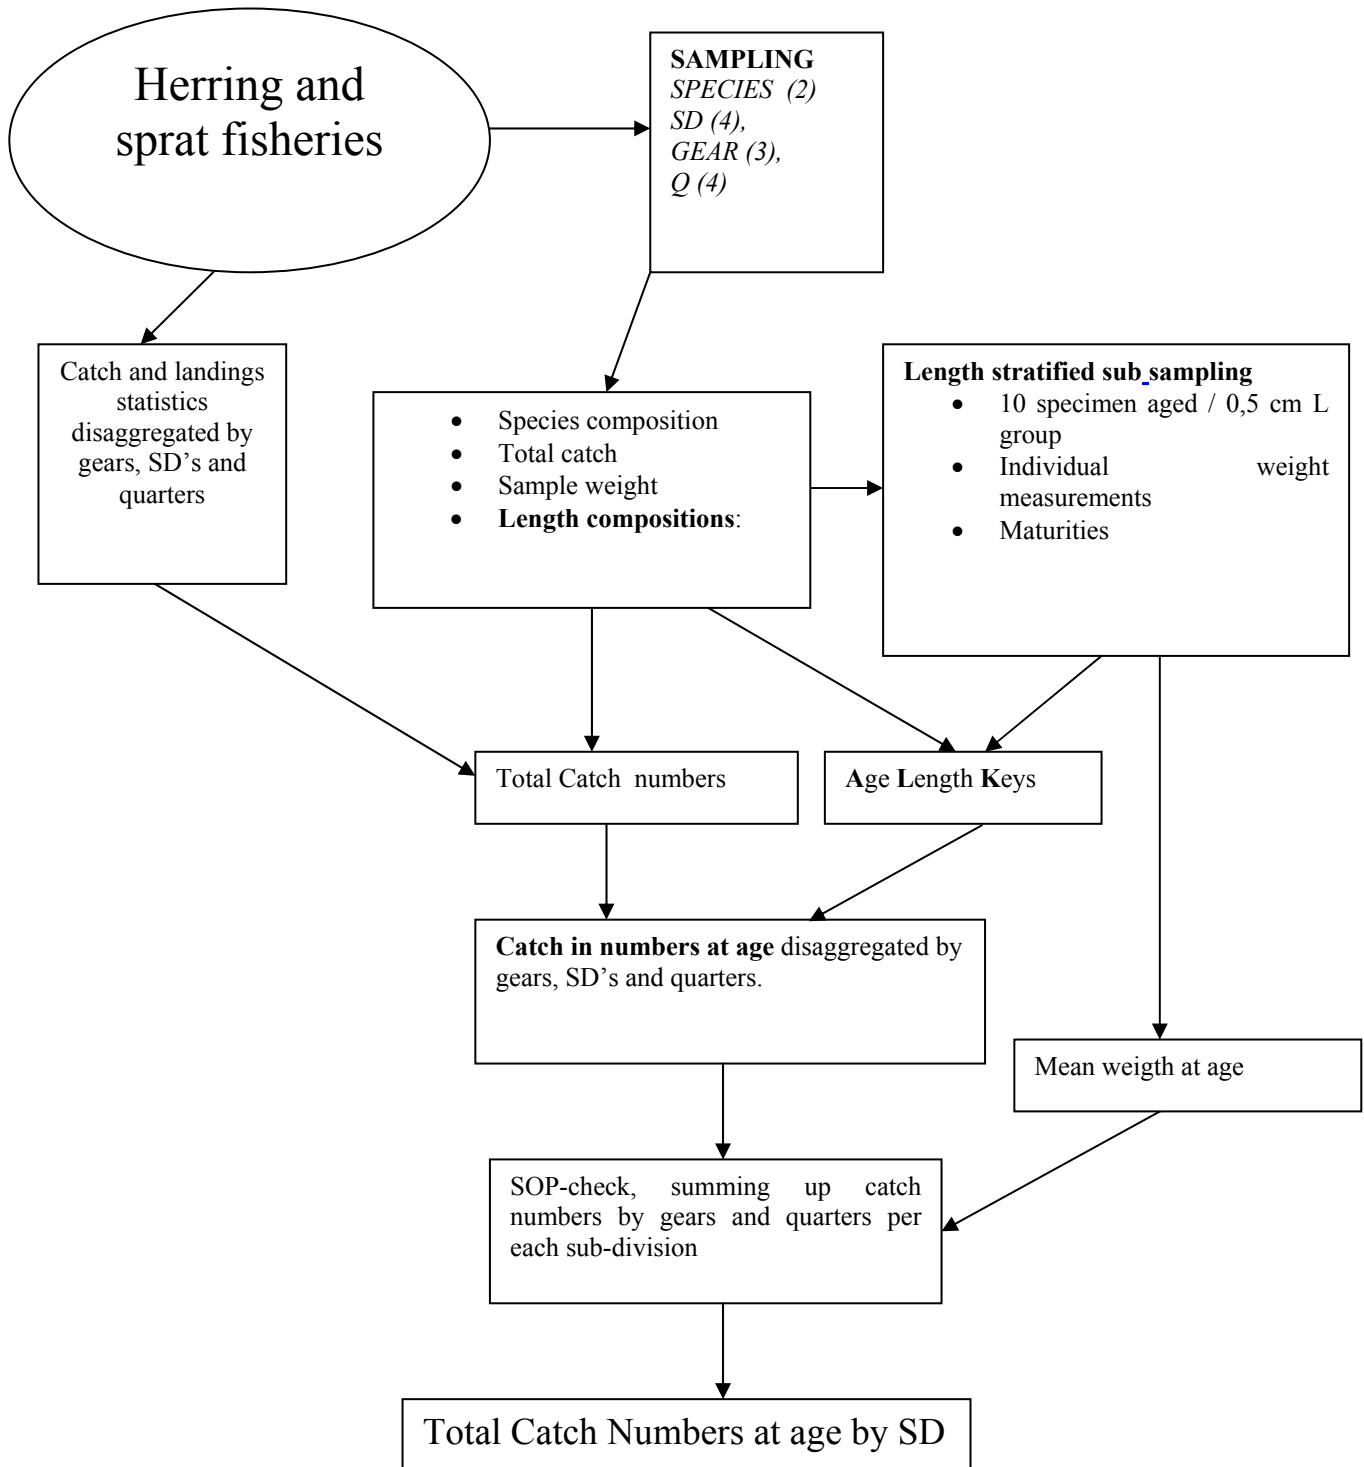 Herring and
sprat fisheries
SAMPLING
SPECIES (2)
SD (4),
GEAR (3),
Q (4)
Catch and landings
statistics
disaggregated by
gears, SD’s and
quarters
• Species composition
• Total catch
• Sample weight
• Length compositions:
Length stratified sub sampling
• 10 specimen aged / 0,5 cm L
group
• Individual weight
measurements
• Maturities
Total Catch numbers
Age Length Keys
Catch in numbers at age disaggregated by
gears, SD’s and quarters.
Mean weigth at age
SOP-check, summing up catch
numbers by gears and quarters per
each sub-division
Total Catch Numbers at age by SD